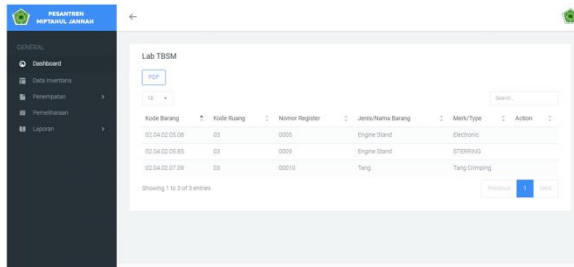 PESANTREN
MIFTAHUL JANNAH
GENERAL
Dashboard
Data Inventaris
Penempatan
Pemeliharaan
Laporan
Lab TBSM
PDF
10
Search...
Kode Barang Kode Ruang Nomor Register Jenis/Nama Barang Merk/Type Action
02.04.02.05.08 03 0005 Engine Stand Electronic
02.04.02.05.85 03 0009 Engine Stand STERRING
02.04.02.07.09 03 00010 Tang Tang Crimping
Showing 1 to 3 of 3 entries
Previous 1 Next